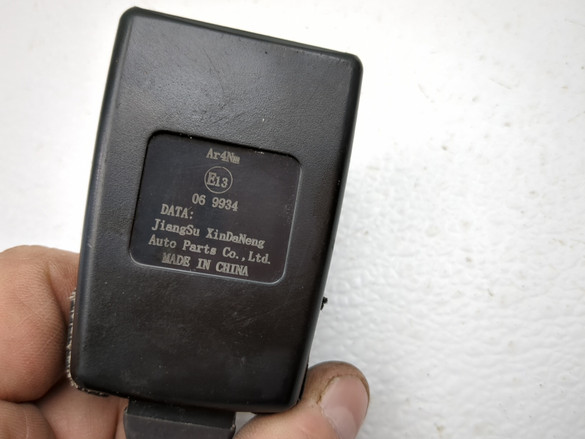 Ar4Nm
E13
06 9934
DATA:
JiangSu XinDaNeng
Auto Parts Co.,Ltd.
MADE IN CHINA